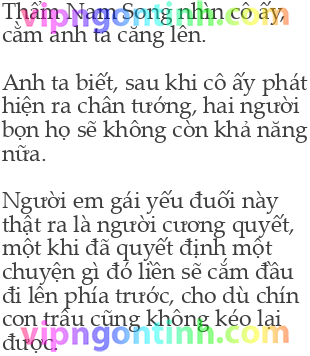 Thẩm Nam Song nhìn cô ấy,
vipngontinh.com
cằm anh ta căng lên.
Anh ta biết, sau khi cô ấy phát
vipngontinh.com
hiện ra chân tướng, hai người
bọn họ sẽ không còn khả năng
nữa.
Người em gái yếu đuối này
thật ra là người cương quyết,
một khi đã quyết định một
chuyện gì đó liền sẽ cắm đầu
đi lên phía trước, cho dù chín
con trâu cũng không kéo lại
vipngontinh.com
được.